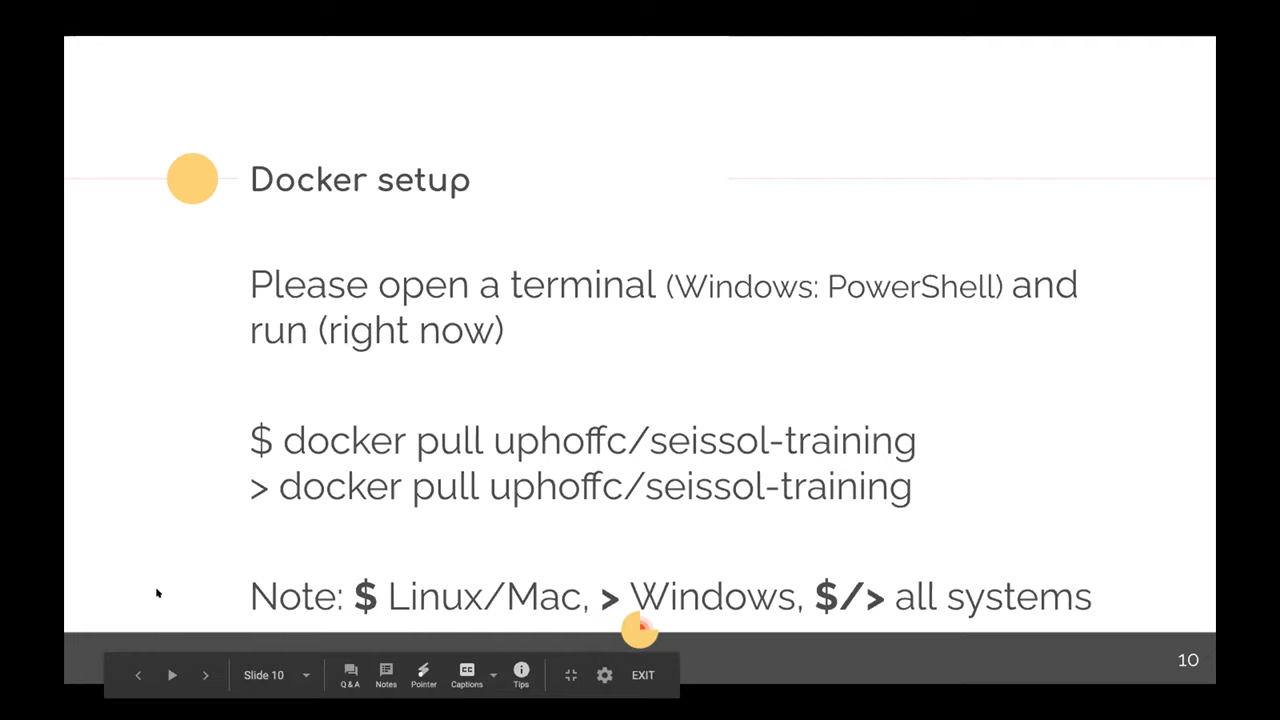 Docker setup
Please open a terminal (Windows: PowerShell) and
run (right now)
$ docker pull uphoffc/seissol-training
> docker pull uphoffc/seissol-training
Note: $ Linux/Mac, > Windows, $/> all systems
10
Slide 10
Q & A
Notes
Pointer
CC
Captions
Tips
EXIT